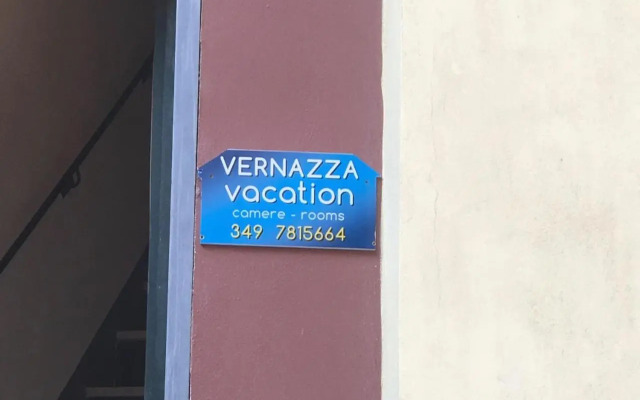 VERNAZZA
vacation
camere - rooms
349 7815664